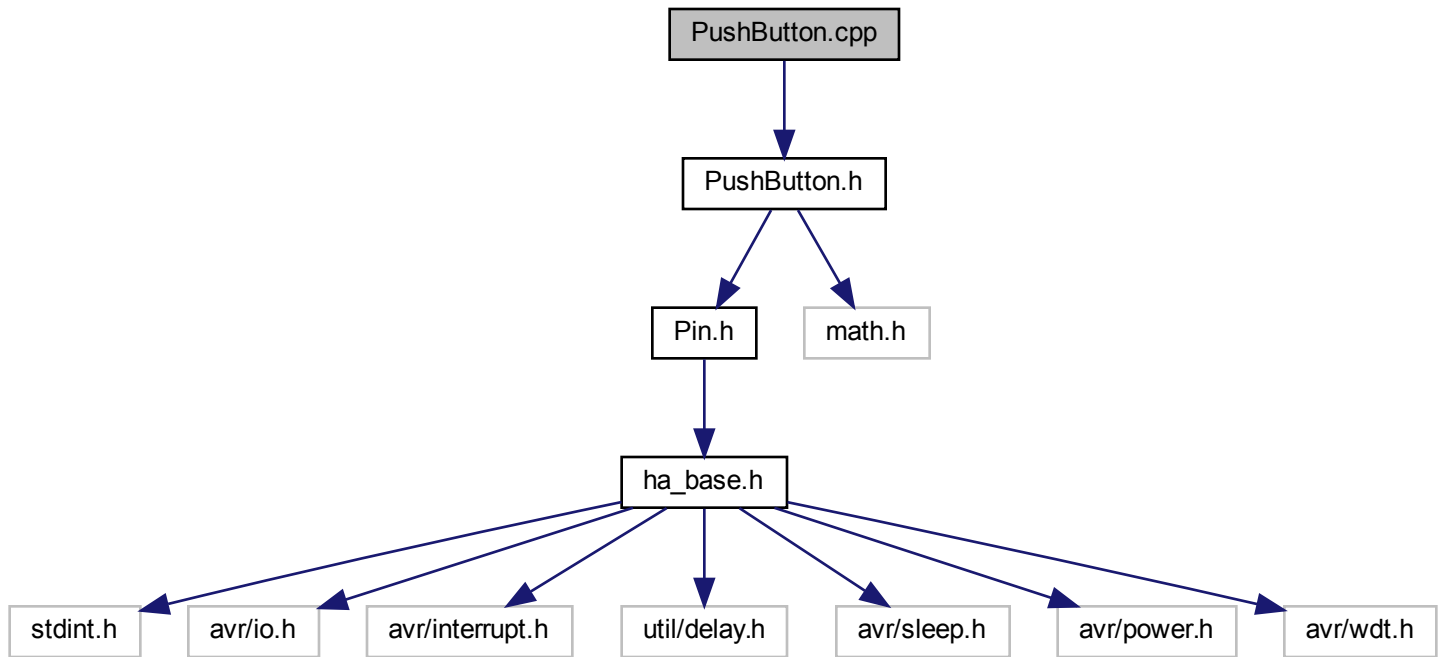 PushButton.cpp
PushButton.h
Pin.h
math.h
ha_base.h
stdint.h
avr/io.h
avr/interrupt.h
util/delay.h
avr/sleep.h
avr/power.h
avr/wdt.h